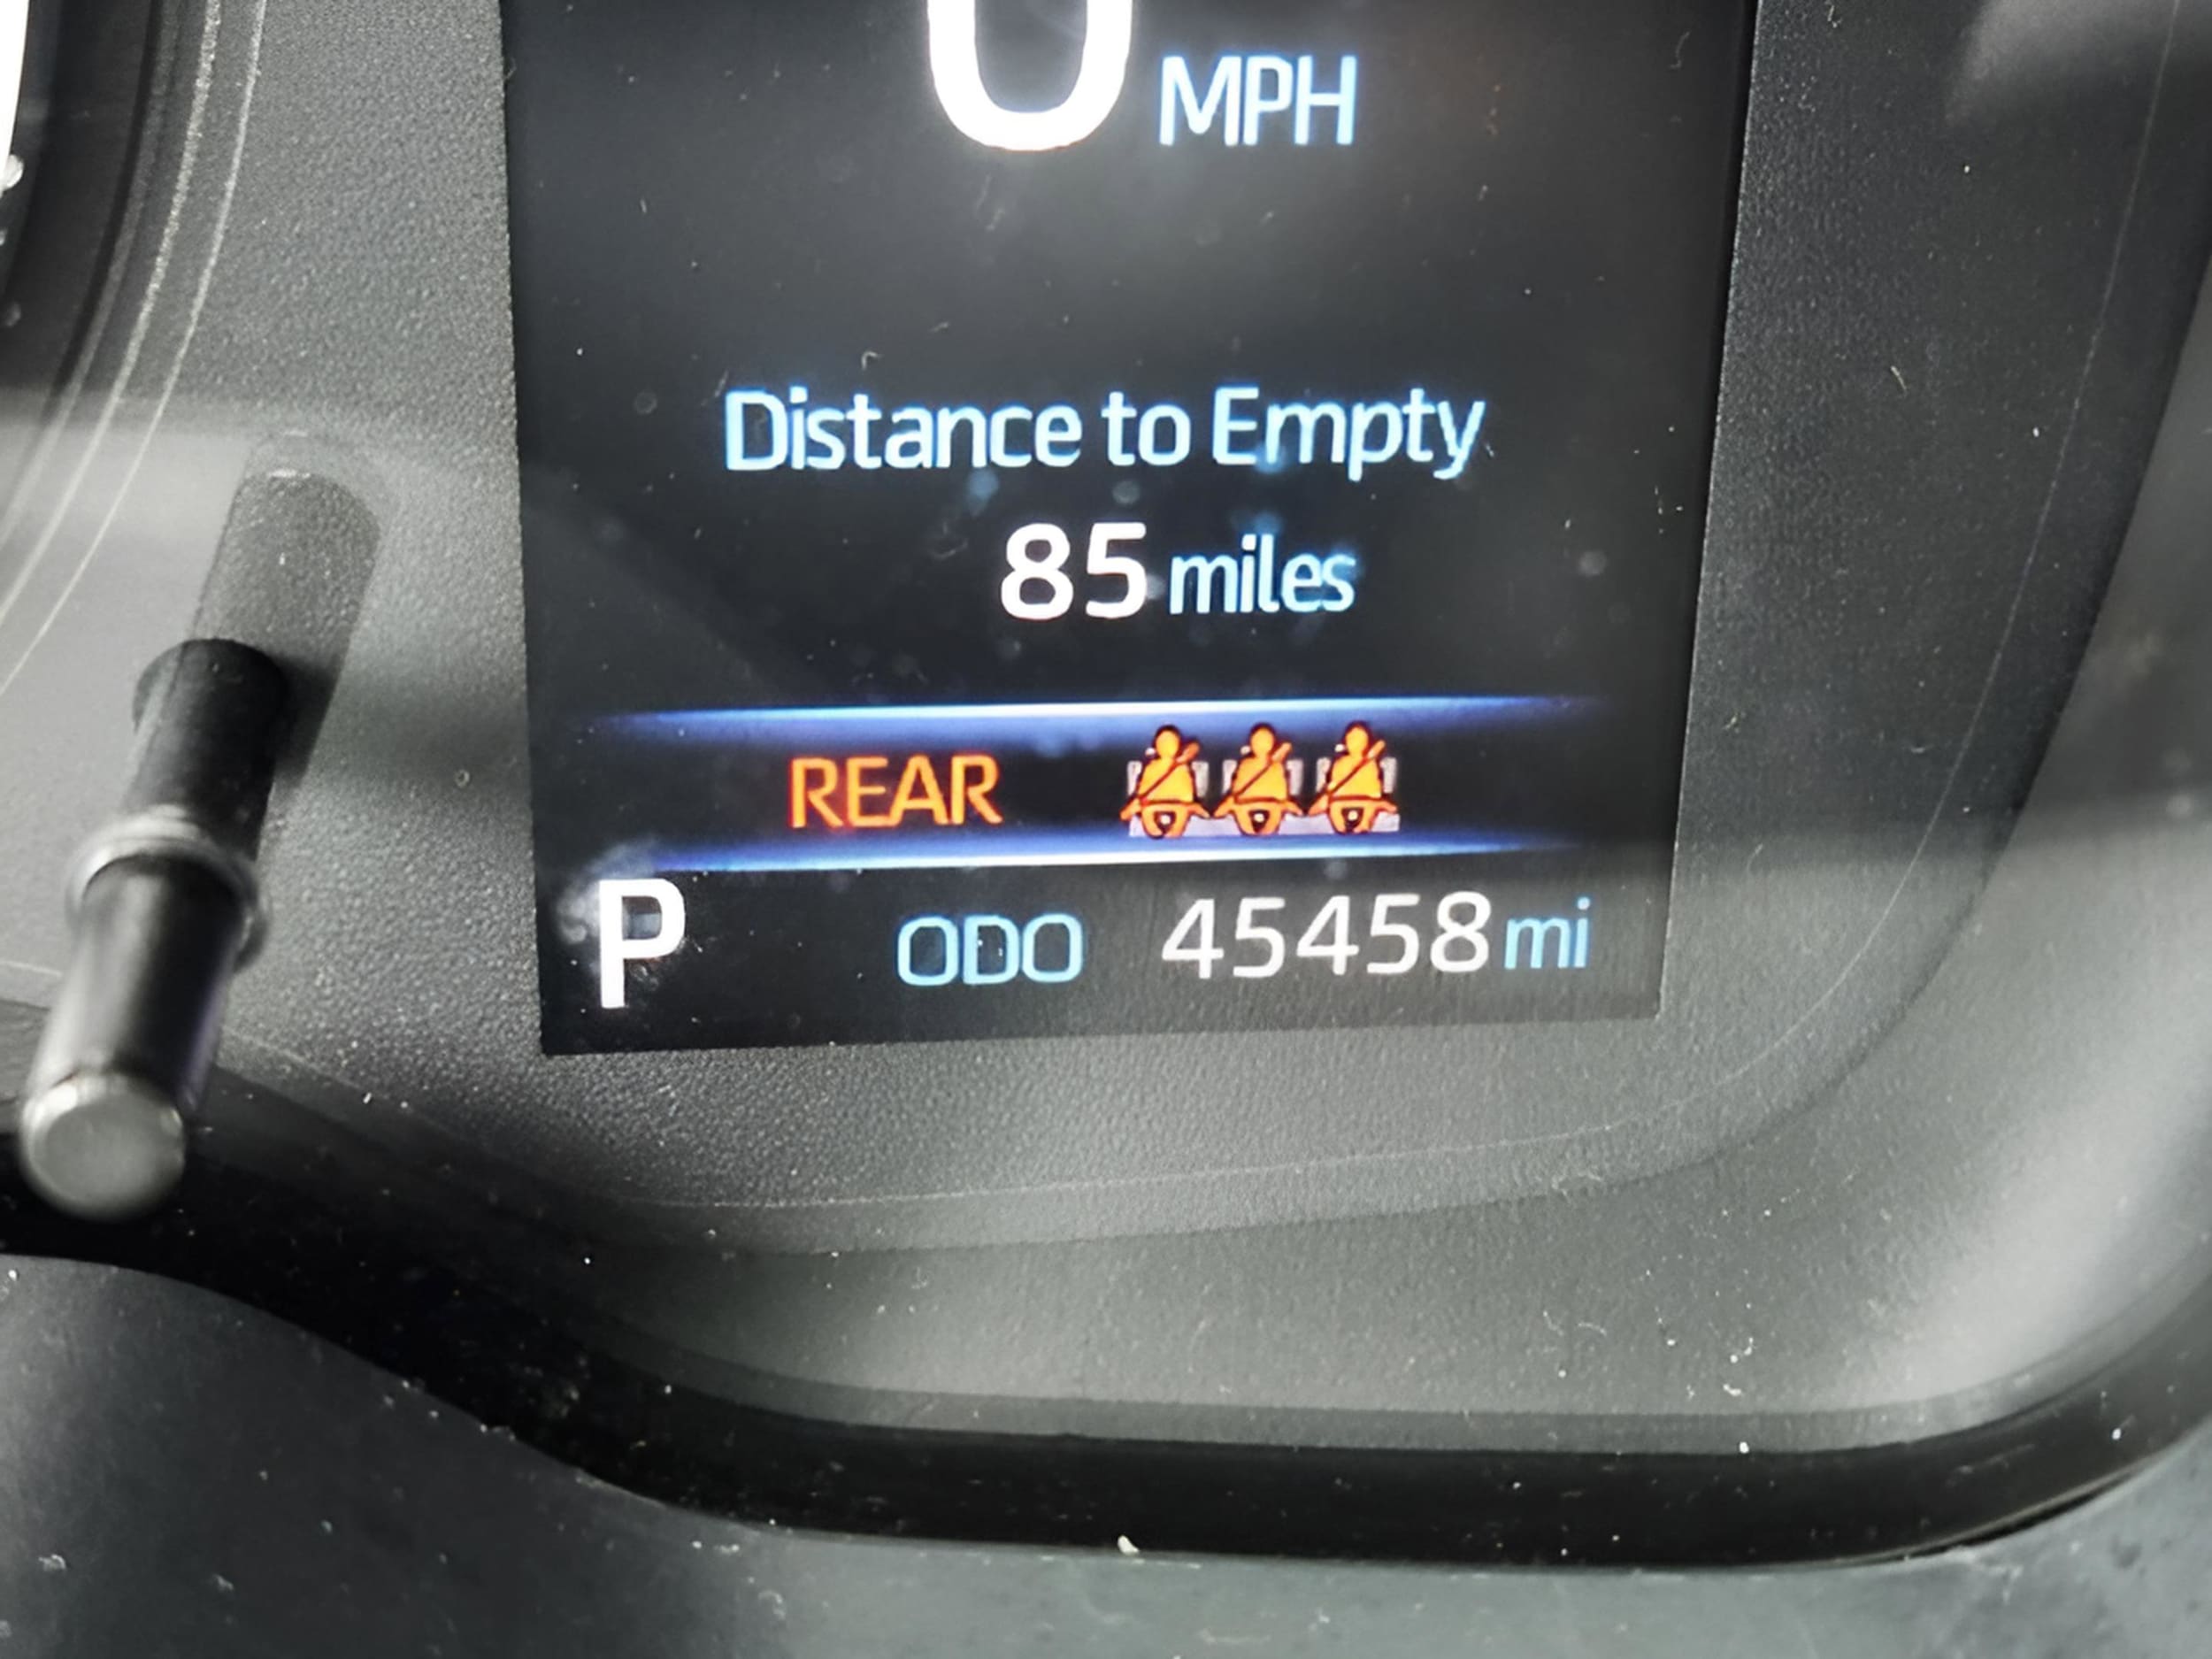 0 MPH
Distance to Empty
85 miles
REAR
P ODO 45458 mi